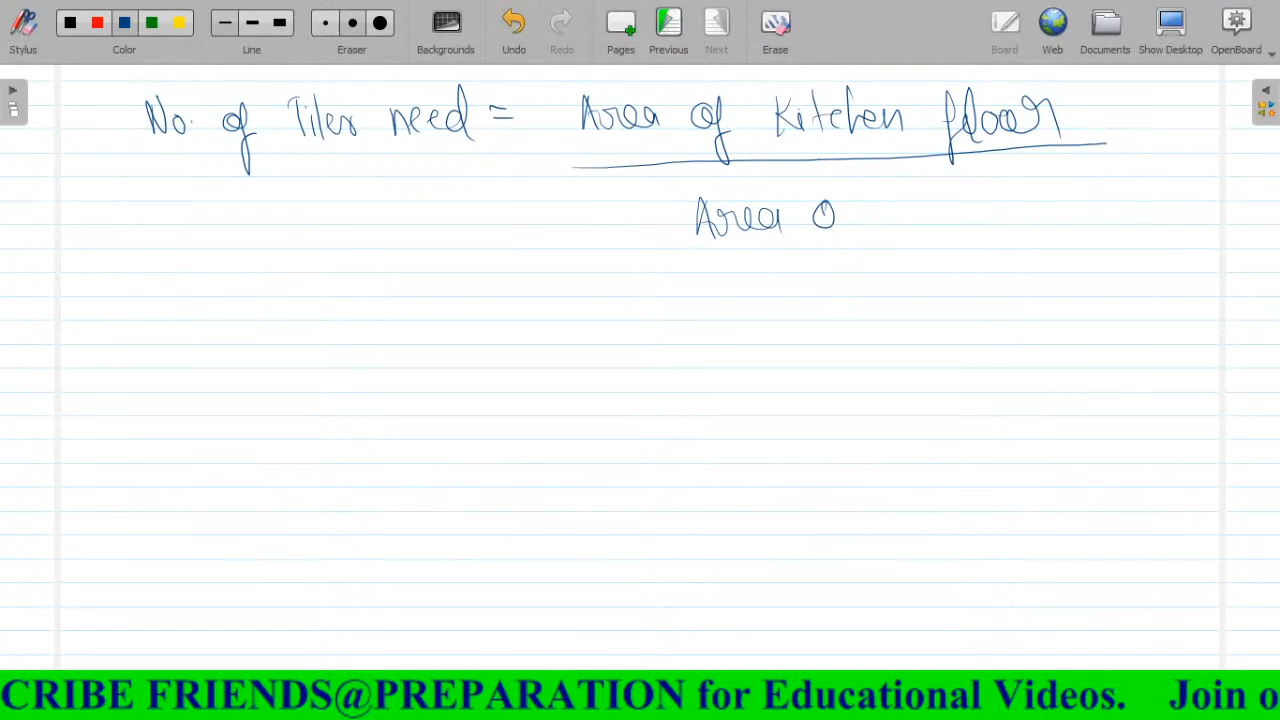 Stylus
Color
Line
Eraser
Backgrounds
Undo
Redo
Pages
Previous
Next
Erase
Board
Web
Documents
Show Desktop
OpenBoard
No. of Tiles need = Area of Kitchen floor
Area o
CRIBE FRIENDS@PREPARATION for Educational Videos. Join o